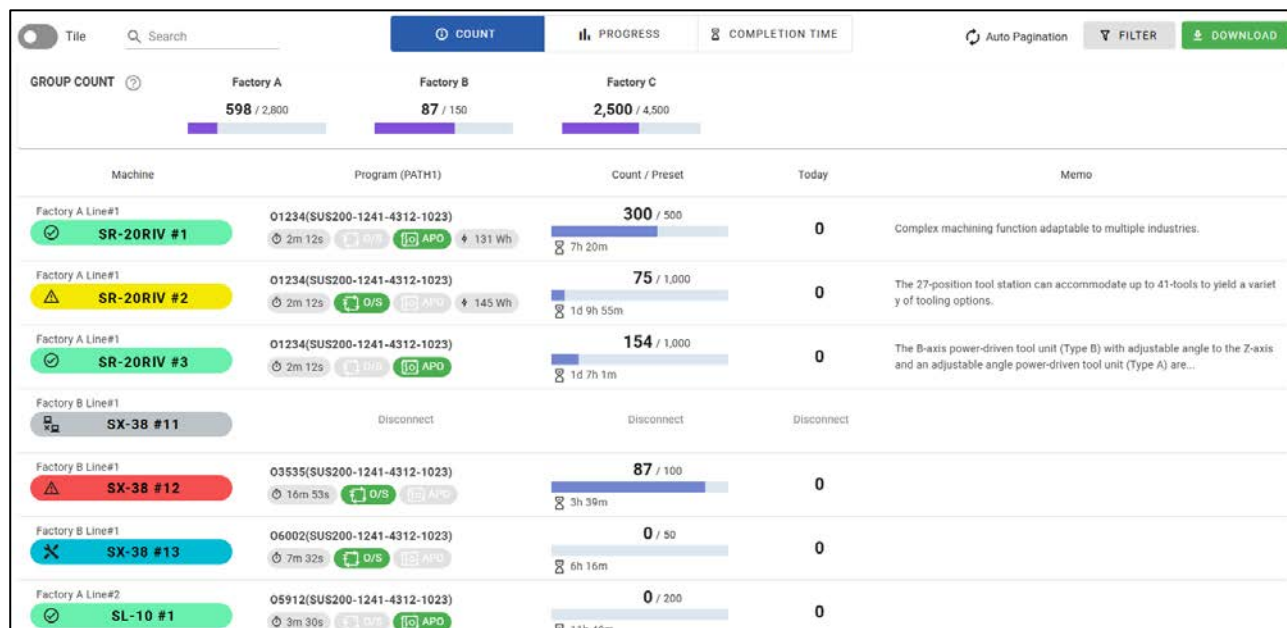 Tile
Search
COUNT
PROGRESS
COMPLETION TIME
Auto Pagination
FILTER
DOWNLOAD
GROUP COUNT
Factory A
Factory B
Factory C
598 / 2,800
87 / 150
2,500 / 4,500
Machine
Program (PATH1)
Count / Preset
Today
Memo
Factory A Line#1
SR-20RIV #1
O1234(SUS200-1241-4312-1023)
2m 12s O/S APO 131 Wh
300 / 500
7h 20m
0
Complex machining function adaptable to multiple industries.
Factory A Line#1
SR-20RIV #2
O1234(SUS200-1241-4312-1023)
2m 12s O/S APO 145 Wh
75 / 1,000
1d 9h 55m
0
The 27-position tool station can accommodate up to 41-tools to yield a variet
y of tooling options.
Factory A Line#1
SR-20RIV #3
O1234(SUS200-1241-4312-1023)
2m 12s O/S APO
154 / 1,000
1d 7h 1m
0
The B-axis power-driven tool unit (Type B) with adjustable angle to the Z-axis
and an adjustable angle power-driven tool unit (Type A) are...
Factory B Line#1
SX-38 #11
Disconnect
Disconnect
Disconnect
Factory B Line#1
SX-38 #12
O3535(SUS200-1241-4312-1023)
16m 53s O/S APO
87 / 100
3h 39m
0
Factory B Line#1
SX-38 #13
O6002(SUS200-1241-4312-1023)
7m 32s O/S APO
0 / 50
6h 16m
0
Factory A Line#2
SL-10 #1
O5912(SUS200-1241-4312-1023)
3m 30s O/S APO
0 / 200
0